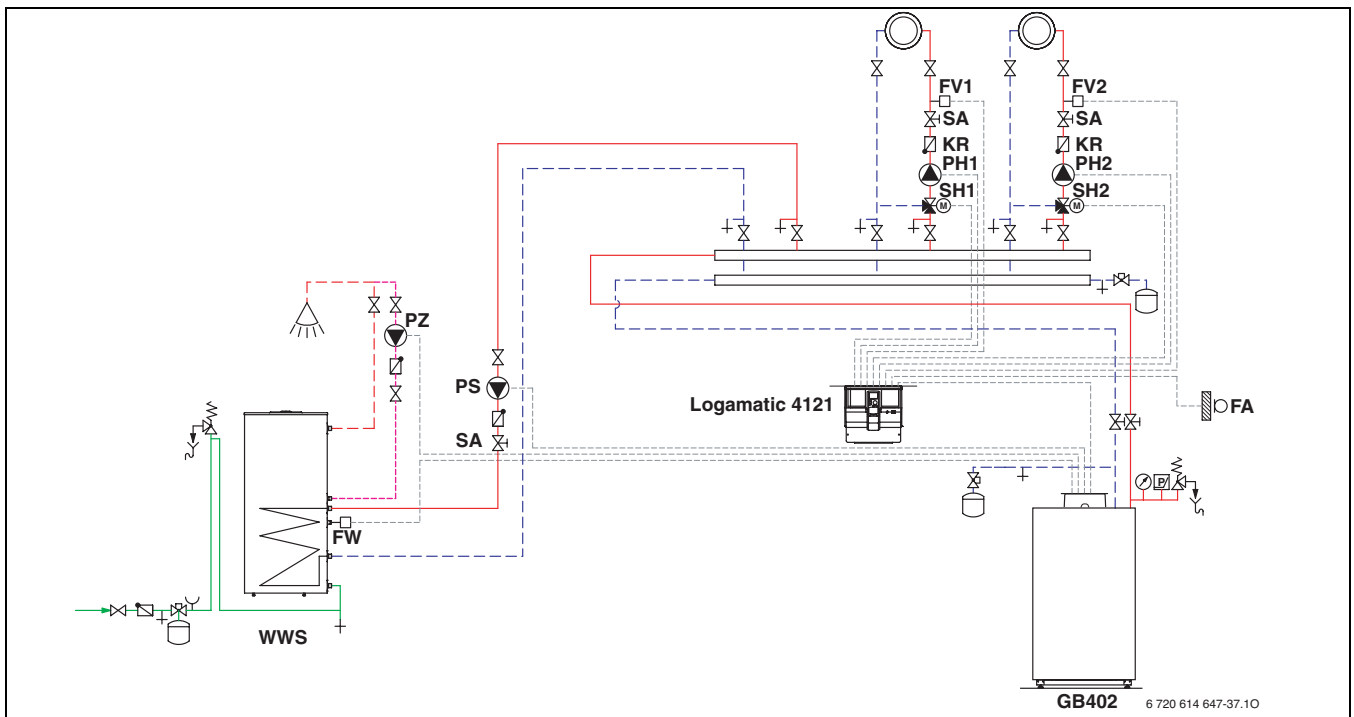 FV1
FV2
SA
SA
KR
KR
PH1
PH2
SH1
SH2
M
M
PZ
PS
Logamatic 4121
FA
SA
P/
FW
WWS
GB402
6 720 614 647-37.1O